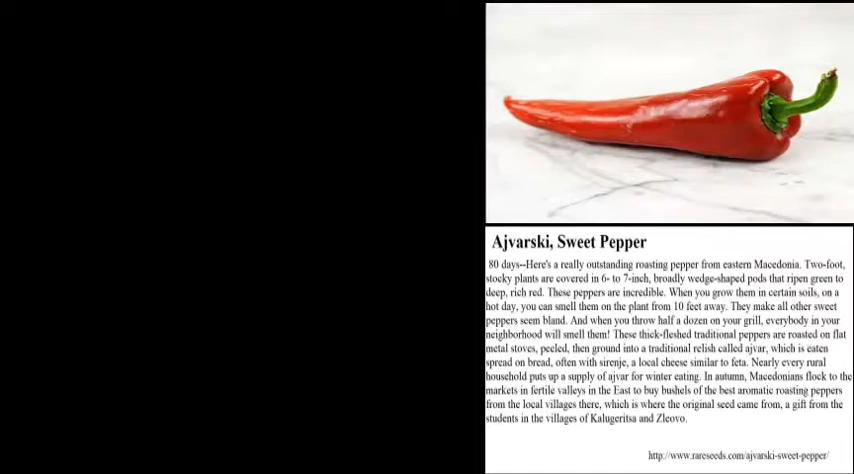 Ajvarski, Sweet Pepper
80 days--Here's a really outstanding roasting pepper from eastern Macedonia. Two-foot,
stocky plants are covered in 6- to 7-inch, broadly wedge-shaped pods that ripen green to
deep, rich red. These peppers are incredible. When you grow them in certain soils, on a
hot day, you can smell them on the plant from 10 feet away. They make all other sweet
peppers seem bland. And when you throw half a dozen on your grill, everybody in your
neighborhood will smell them! These thick-fleshed traditional peppers are roasted on flat
metal stoves, peeled, then ground into a traditional relish called ajvar, which is eaten
spread on bread, often with sirenje, a local cheese similar to feta. Nearly every rural
household puts up a supply of ajvar for winter eating. In autumn, Macedonians flock to the
markets in fertile valleys in the East to buy bushels of the best aromatic roasting peppers
from the local villages there, which is where the original seed came from, a gift from the
students in the villages of Kalugeritsa and Zleovo.
http://www.rareseeds.com/ajvarski-sweet-pepper/